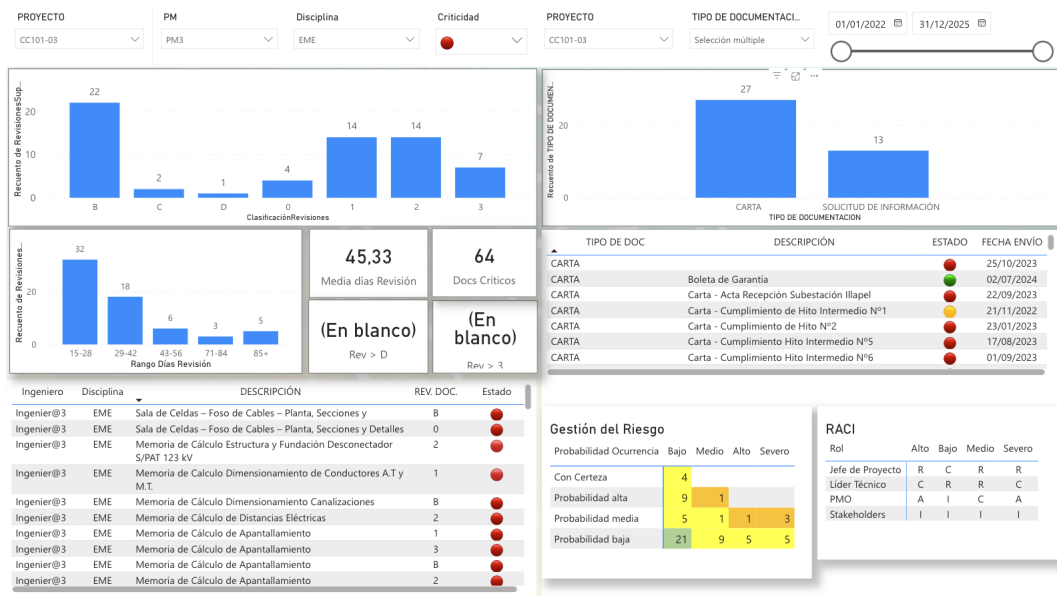 PROYECTO
CC101-03
PM
PM3
Disciplina
EME
Criticidad
PROYECTO
CC101-03
TIPO DE DOCUMENTACI...
Selección múltiple
01/01/2022
31/12/2025
Recuento de RevisionesSup...
20
10
0
22
2
1
4
14
14
7
B C D 0 1 2 3
ClasificaciónRevisiones
Recuento de TIPO DE DOCUMEN...
20
0
27
13
CARTA SOLICITUD DE INFORMACIÓN
TIPO DE DOCUMENTACION
Recuento de Revisiones...
20
0
32
18
6
3
5
15-28 29-42 43-56 71-84 85+
Rango Días Revisión
45,33
Media días Revisión
64
Docs Críticos
(En blanco)
Rev > D
(En
blanco)
Rev > 3
TIPO DE DOC DESCRIPCIÓN ESTADO FECHA ENVÍO
CARTA 25/10/2023
CARTA Boleta de Garantía 02/07/2024
CARTA Carta - Acta Recepción Subestación Illapel 22/09/2023
CARTA Carta - Cumplimiento de Hito Intermedio N°1 21/11/2022
CARTA Carta - Cumplimiento de Hito N°2 23/01/2023
CARTA Carta - Cumplimiento Hito Intermedio N°5 17/08/2023
CARTA Carta - Cumplimiento Hito Intermedio N°6 01/09/2023
Ingeniero Disciplina DESCRIPCIÓN REV. DOC. Estado
Ingenier@3 EME Sala de Celdas – Foso de Cables – Planta, Secciones y B
Ingenier@3 EME Sala de Celdas – Foso de Cables – Planta, Secciones y Detalles 0
Ingenier@3 EME Memoria de Cálculo Estructura y Fundación Desconectador 2
S/PAT 123 kV
Ingenier@3 EME Memoria de Calculo Dimensionamiento de Conductores A.T y 1
M.T.
Ingenier@3 EME Memoria de Cálculo Dimensionamiento Canalizaciones B
Ingenier@3 EME Memoria de Cálculo de Distancias Eléctricas 2
Ingenier@3 EME Memoria de Cálculo de Apantallamiento 1
Ingenier@3 EME Memoria de Cálculo de Apantallamiento 3
Ingenier@3 EME Memoria de Cálculo de Apantallamiento B
Ingenier@3 EME Memoria de Cálculo de Apantallamiento 2
Gestión del Riesgo
Probabilidad Ocurrencia Bajo Medio Alto Severo
Con Certeza 4
Probabilidad alta 9 1
Probabilidad media 5 1 1 3
Probabilidad baja 21 9 5 5
RACI
Rol Alto Bajo Medio Severo
Jefe de Proyecto R C R R
Líder Técnico C R R C
PMO A I C A
Stakeholders I I I I